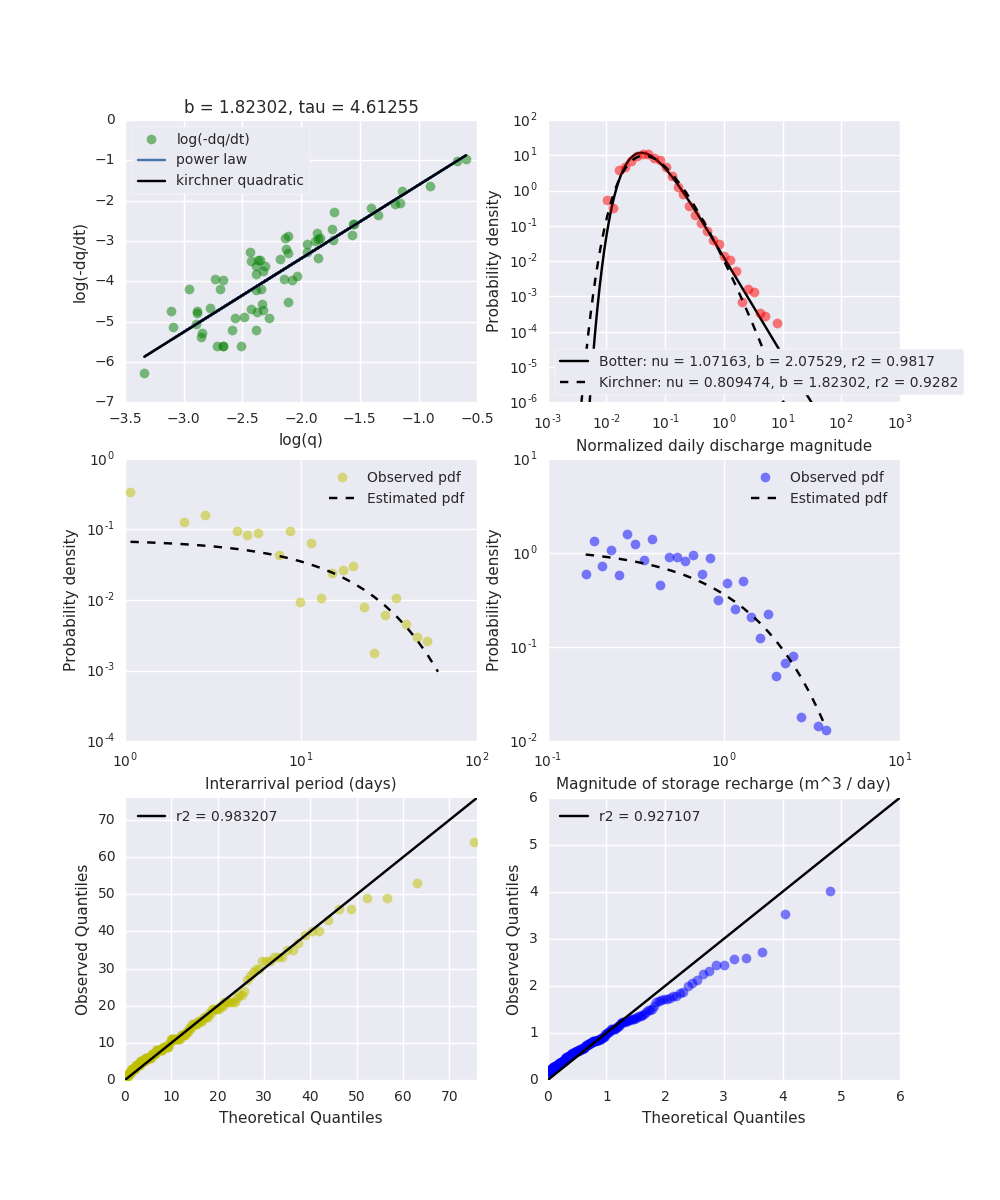 b = 1.82302, tau = 4.61255
log(-dq/dt)
power law
kirchner quadratic
0
−1
−2
−3
−4
−5
−6
−7
log(-dq/dt)
−3.5 −3.0 −2.5 −2.0 −1.5 −1.0 −0.5
log(q)
10^2
10^1
10^0
10^-1
10^-2
10^-3
10^-4
10^-5
10^-6
Probability density
Botter: nu = 1.07163, b = 2.07529, r2 = 0.9817
Kirchner: nu = 0.809474, b = 1.82302, r2 = 0.9282
10^-3 10^-2 10^-1 10^0 10^1 10^2 10^3
Normalized daily discharge magnitude
Observed pdf
Estimated pdf
10^0
10^-1
10^-2
10^-3
10^-4
Probability density
10^0 10^1 10^2
Interarrival period (days)
Observed pdf
Estimated pdf
10^1
10^0
10^-1
10^-2
Probability density
10^-1 10^0 10^1
Magnitude of storage recharge (m^3 / day)
r2 = 0.983207
70
60
50
40
30
20
10
0
Observed Quantiles
0 10 20 30 40 50 60 70
Theoretical Quantiles
r2 = 0.927107
6
5
4
3
2
1
0
Observed Quantiles
0 1 2 3 4 5 6
Theoretical Quantiles